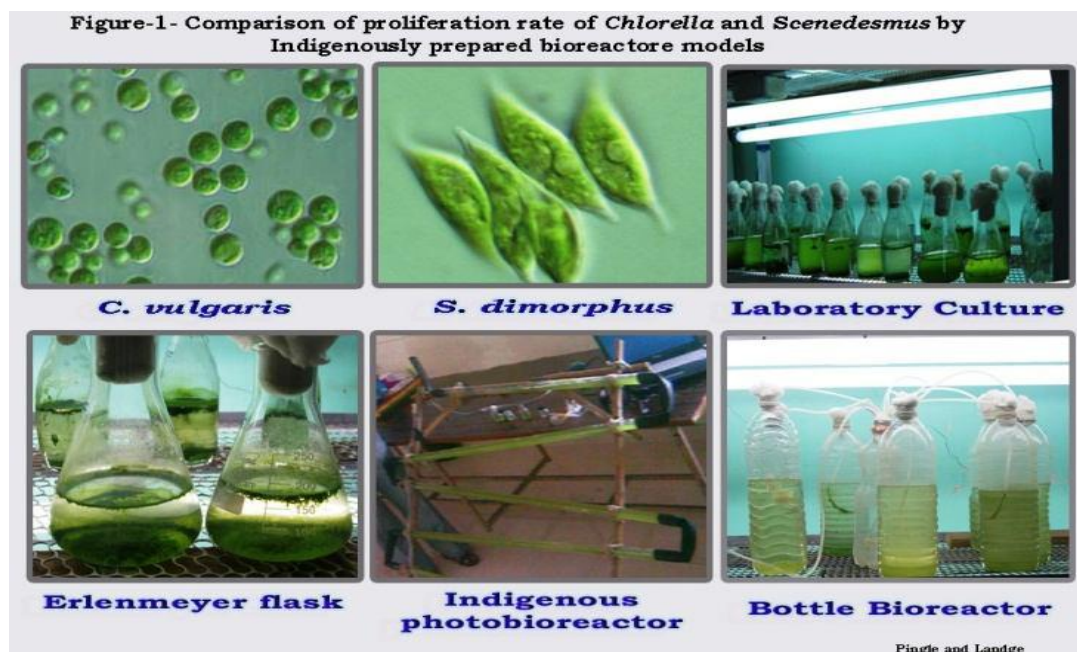 Figure-1- Comparison of proliferation rate of Chlorella and Scenedesmus by
Indigenously prepared bioreactore models
C. vulgaris
S. dimorphus
Laboratory Culture
Erlenmeyer flask
Indigenous
photobioreactor
Bottle Bioreactor
Pingle and Landge